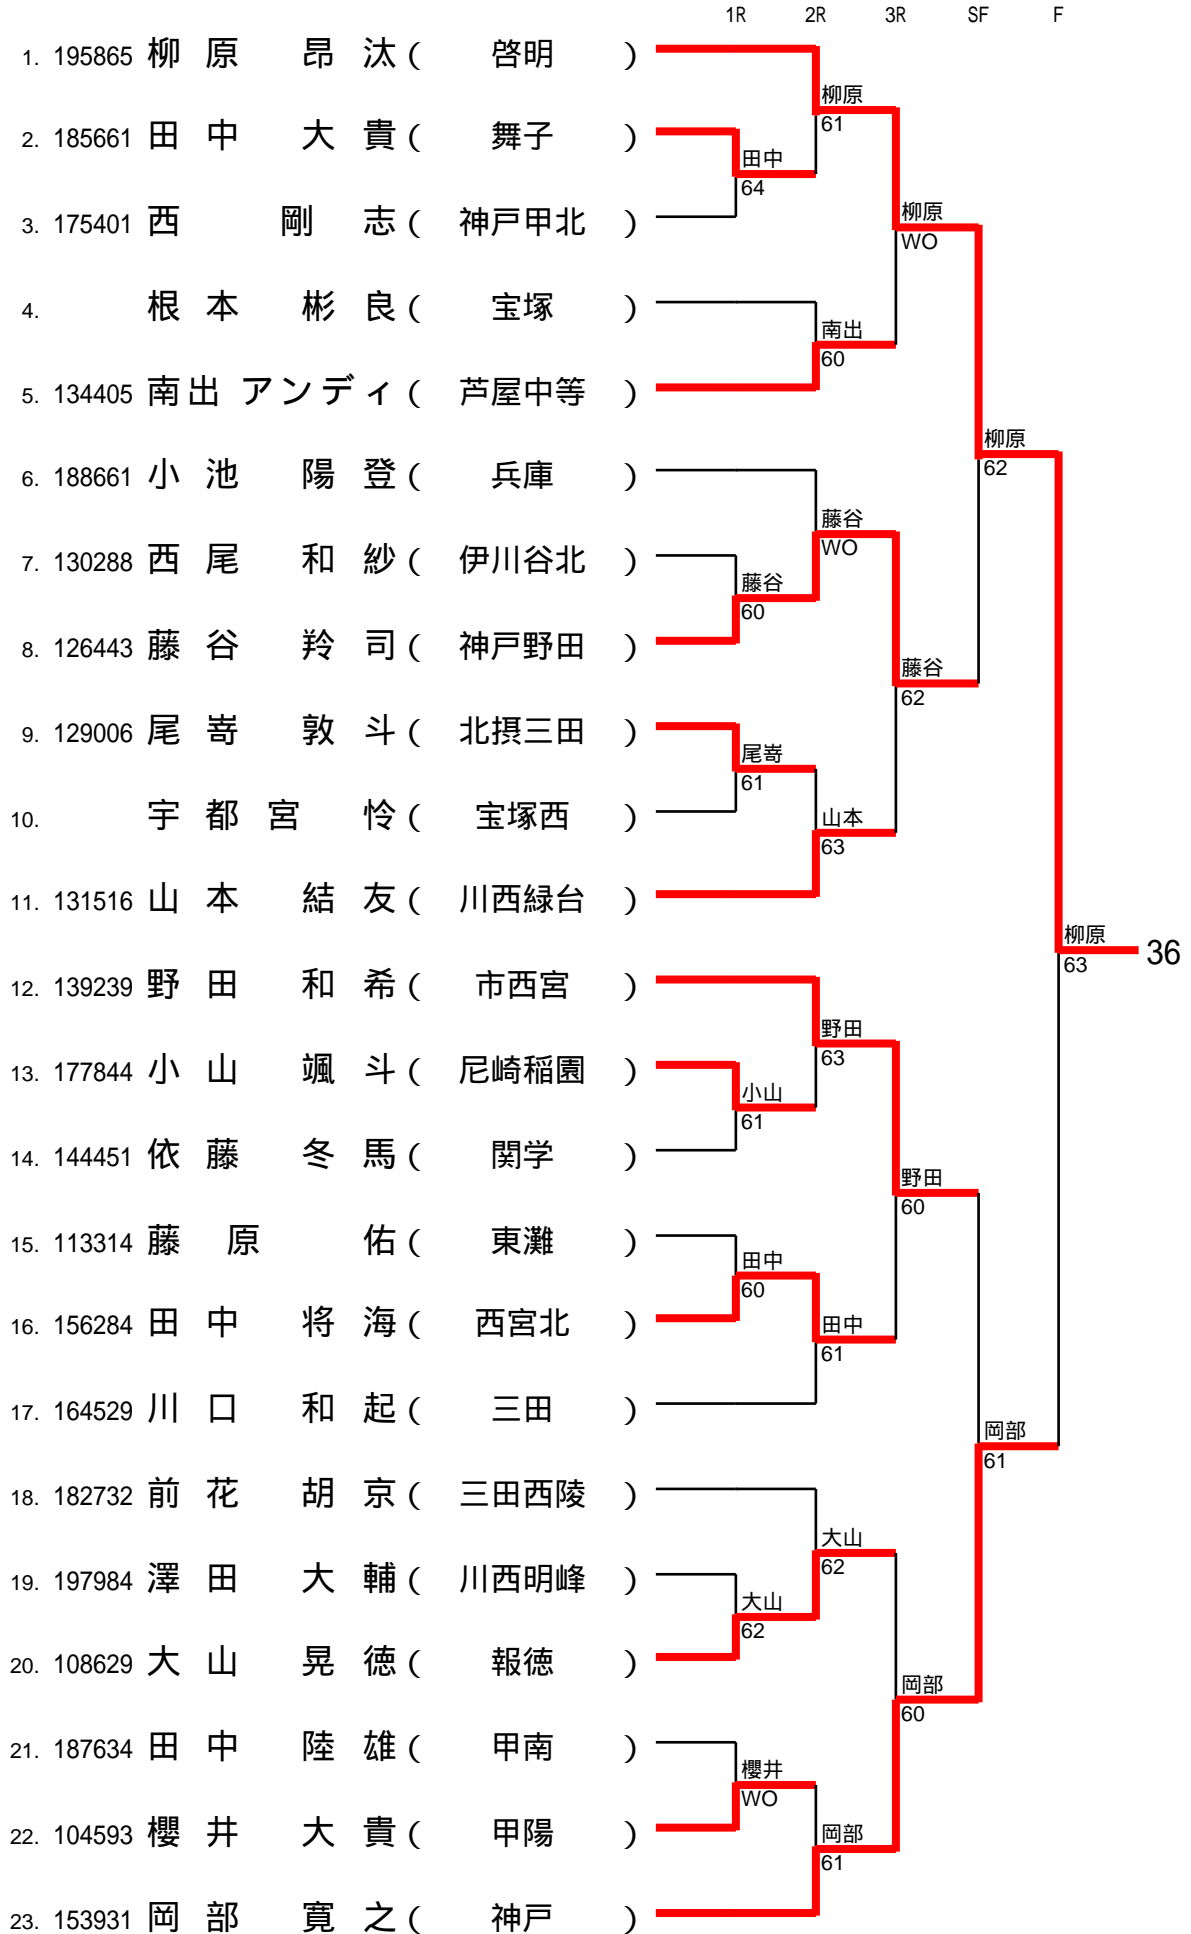 1R 2R 3R SF F
1. 195865 柳原 昂汰 ( 啓明 )
柳原
61
2. 185661 田中 大貴 ( 舞子 )
田中
64
3. 175401 西 剛志 ( 神戸甲北 )
柳原
WO
4. 根本 彬良 ( 宝塚 )
南出
60
5. 134405 南出 アンディ ( 芦屋中等 )
柳原
62
6. 188661 小池 陽登 ( 兵庫 )
藤谷
WO
7. 130288 西尾 和紗 ( 伊川谷北 )
藤谷
60
8. 126443 藤谷 羚司 ( 神戸野田 )
藤谷
62
9. 129006 尾嵜 敦斗 ( 北摂三田 )
尾嵜
61
10. 宇都宮 怜 ( 宝塚西 )
山本
63
11. 131516 山本 結友 ( 川西緑台 )
柳原
63 36
12. 139239 野田 和希 ( 市西宮 )
野田
63
13. 177844 小山 颯斗 ( 尼崎稲園 )
小山
61
14. 144451 依藤 冬馬 ( 関学 )
野田
60
15. 113314 藤原 佑 ( 東灘 )
田中
60
16. 156284 田中 将海 ( 西宮北 )
田中
61
17. 164529 川口 和起 ( 三田 )
岡部
61
18. 182732 前花 胡京 ( 三田西陵 )
大山
62
19. 197984 澤田 大輔 ( 川西明峰 )
大山
62
20. 108629 大山 晃徳 ( 報徳 )
岡部
60
21. 187634 田中 陸雄 ( 甲南 )
櫻井
WO
22. 104593 櫻井 大貴 ( 甲陽 )
岡部
61
23. 153931 岡部 寛之 ( 神戸 )